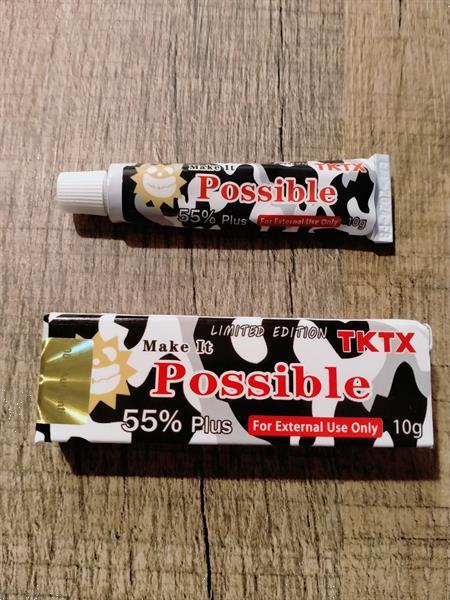 Make It
TKTX
Possible
55% Plus
For External Use Only
10g
LIMITED EDITION
TKTX
Make It
Possible
55% Plus
For External Use Only
10g